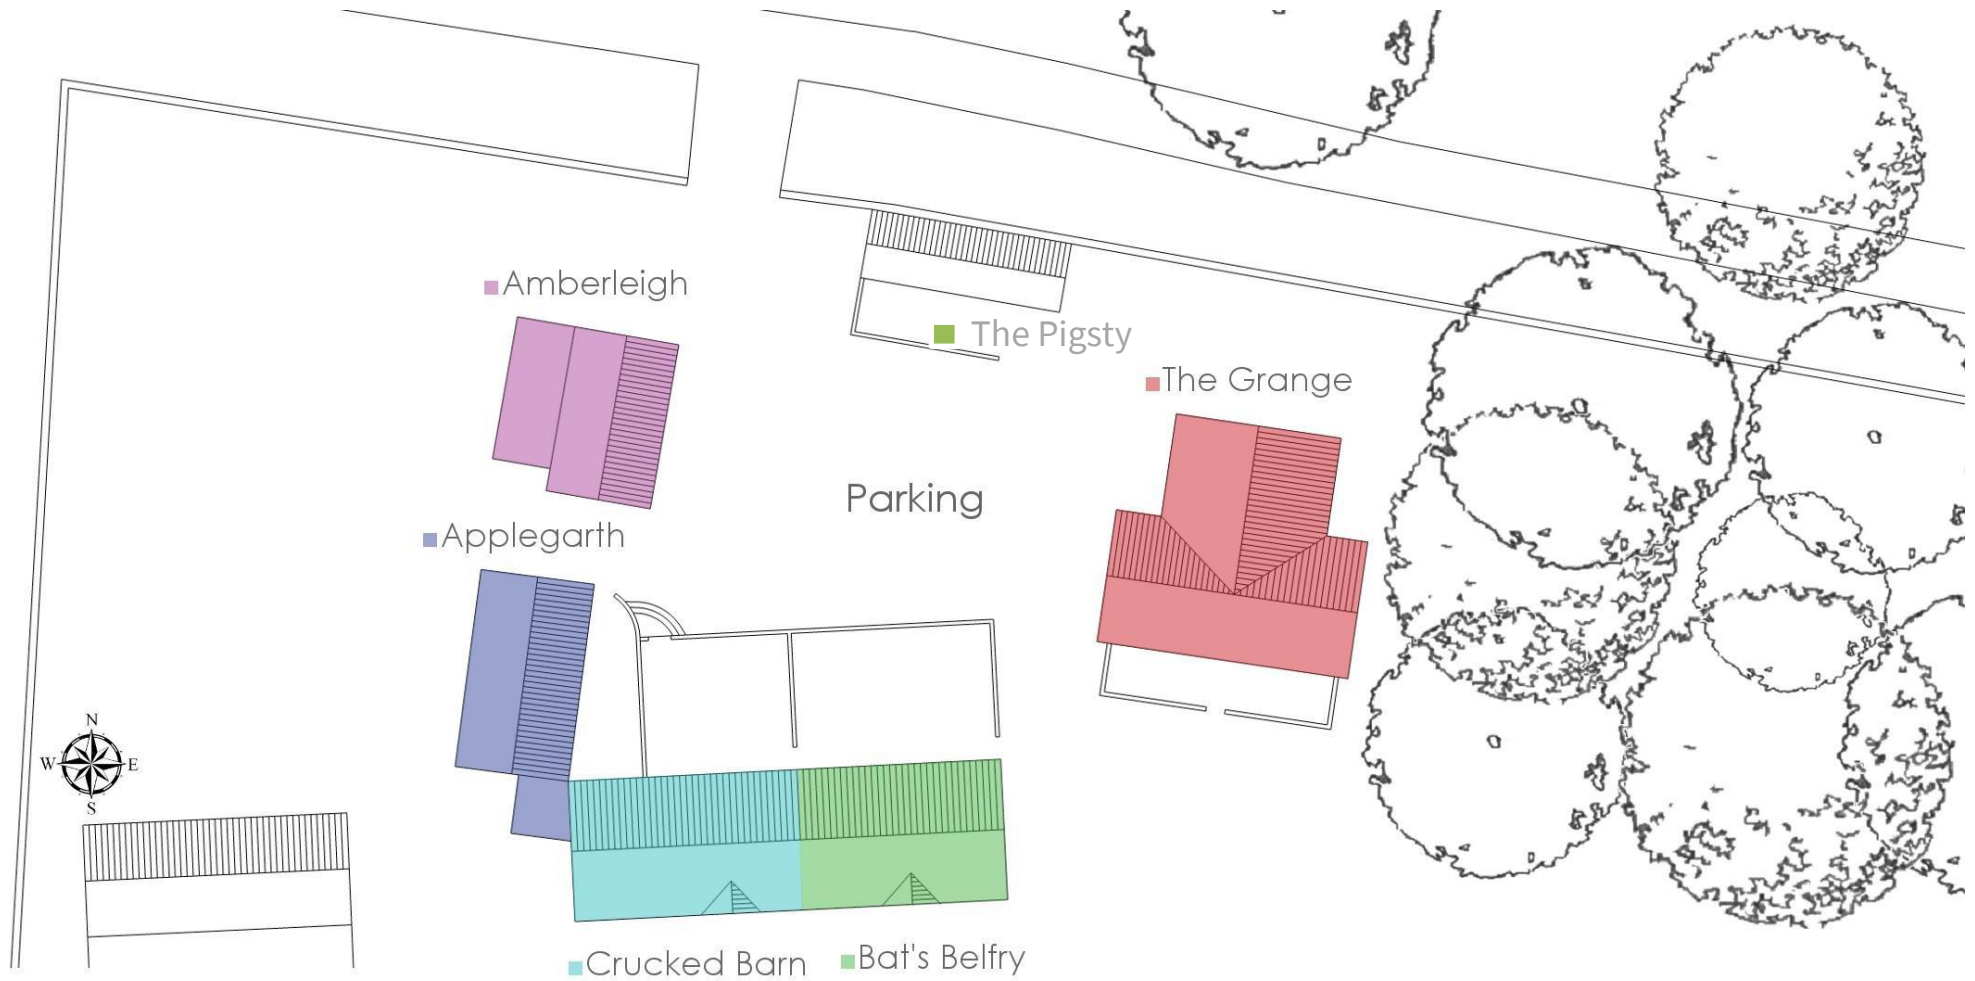 Amberleigh
The Pigsty
The Grange
Parking
Applegarth
N
W E
S
Crucked Barn
Bat's Belfry